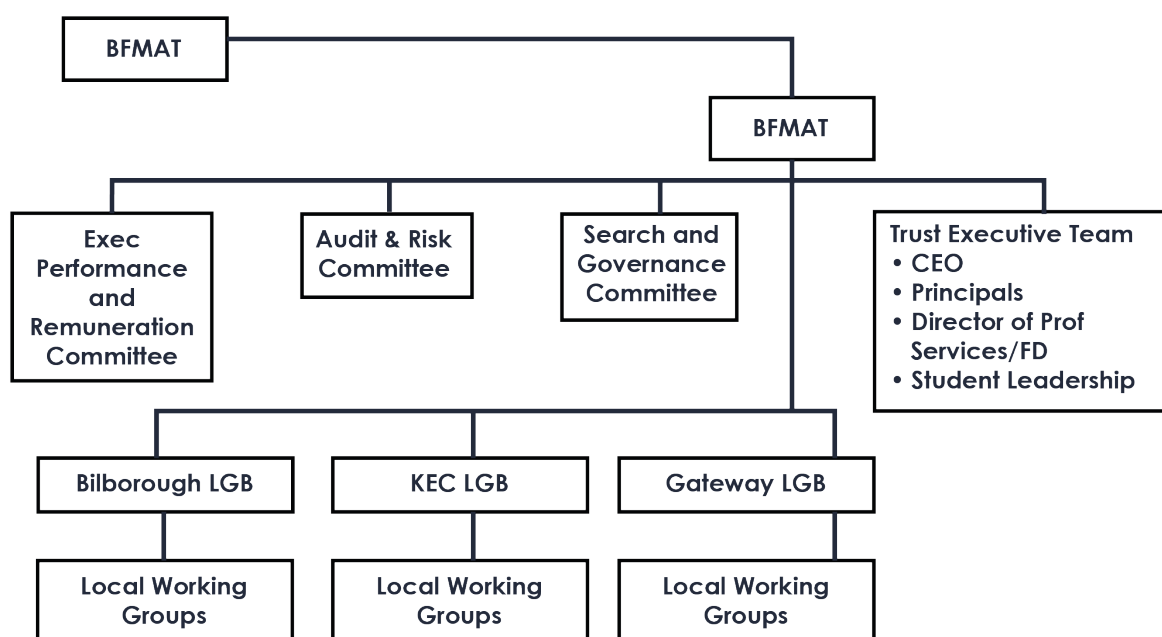 BFMAT
BFMAT
Exec
Performance
and
Remuneration
Committee
Audit & Risk
Committee
Search and
Governance
Committee
Trust Executive Team
• CEO
• Principals
• Director of Prof
Services/FD
• Student Leadership
Bilborough LGB
KEC LGB
Gateway LGB
Local Working
Groups
Local Working
Groups
Local Working
Groups